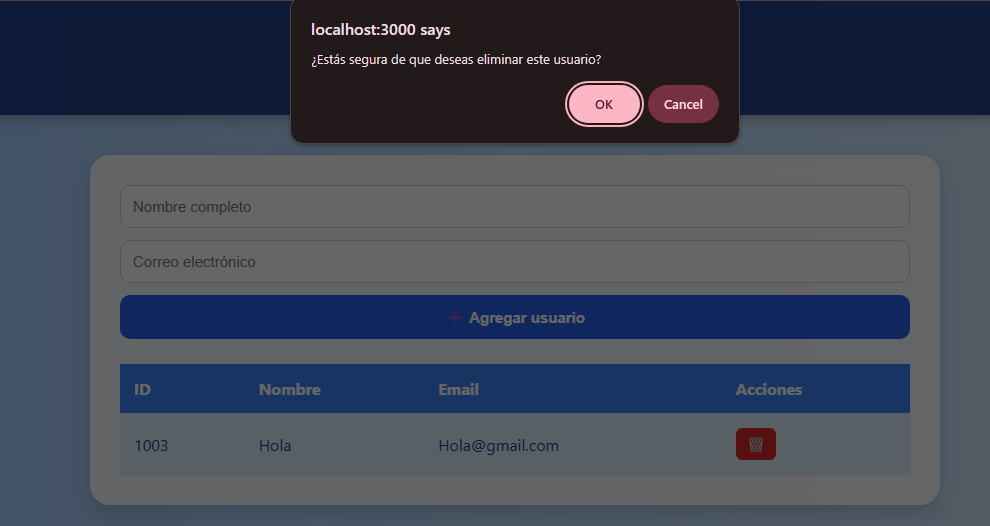 localhost:3000 says
¿Estás segura de que deseas eliminar este usuario?
OK Cancel
Nombre completo
Correo electrónico
➕ Agregar usuario
ID Nombre Email Acciones
1003 Hola Hola@gmail.com